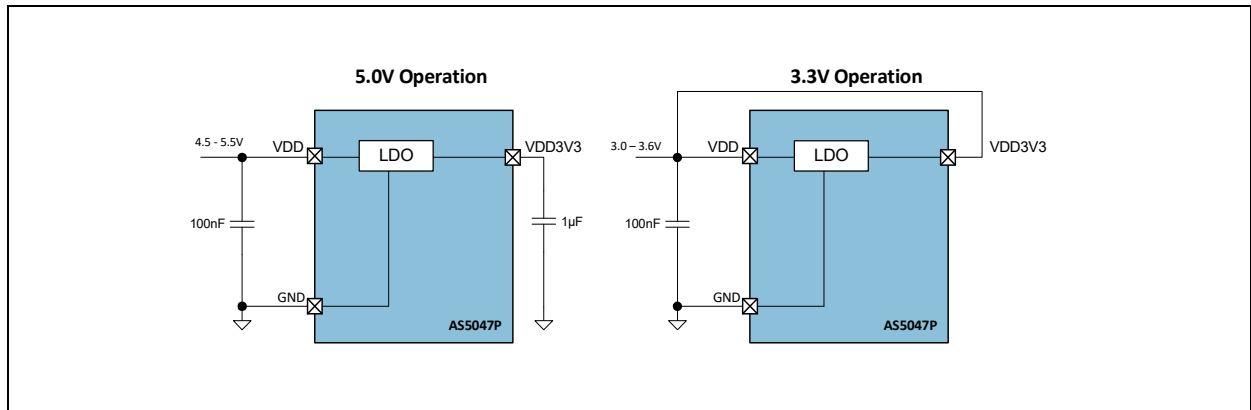 5.0V Operation
4.5 - 5.5V
VDD
LDO
VDD3V3
100nF
1µF
GND
AS5047P
3.3V Operation
3.0 – 3.6V
VDD
LDO
VDD3V3
100nF
GND
AS5047P